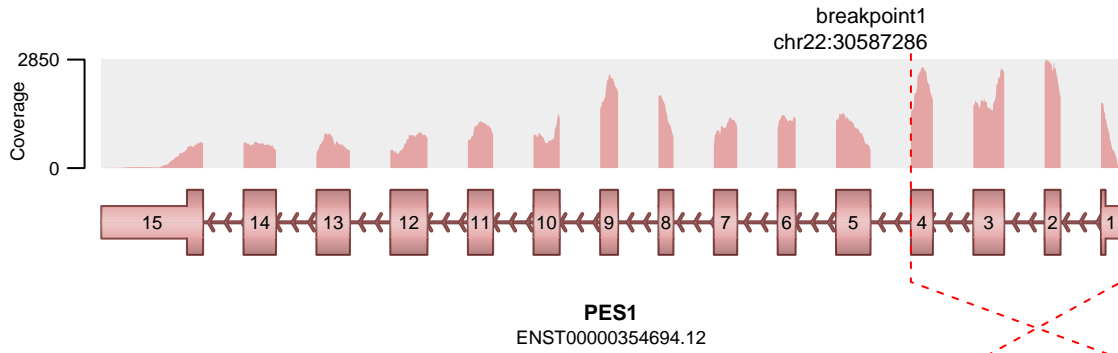 breakpoint1
chr22:30587286
2850
Coverage
0
15 14 13 12 11 10 9 8 7 6 5 4 3 2 1
PES1
ENST00000354694.12